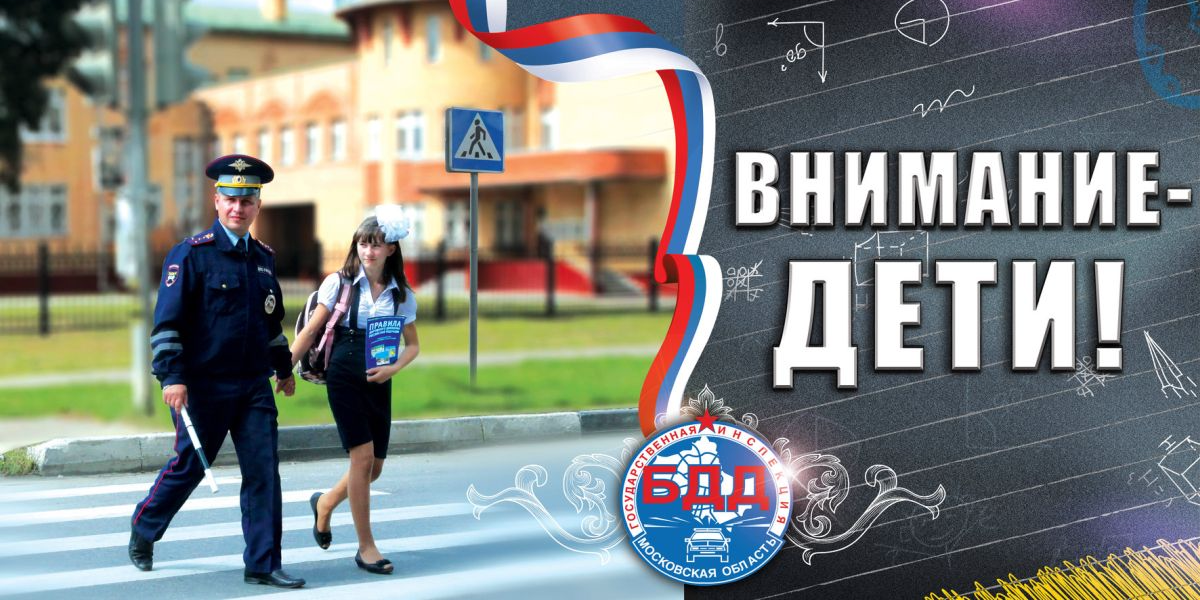 ВНИМАНИЕ-
ДЕТИ!
ПРАВИЛА
ГОСУДАРСТВЕННАЯ ИНСПЕКЦИЯ
БДД
МОСКОВСКАЯ ОБЛАСТЬ